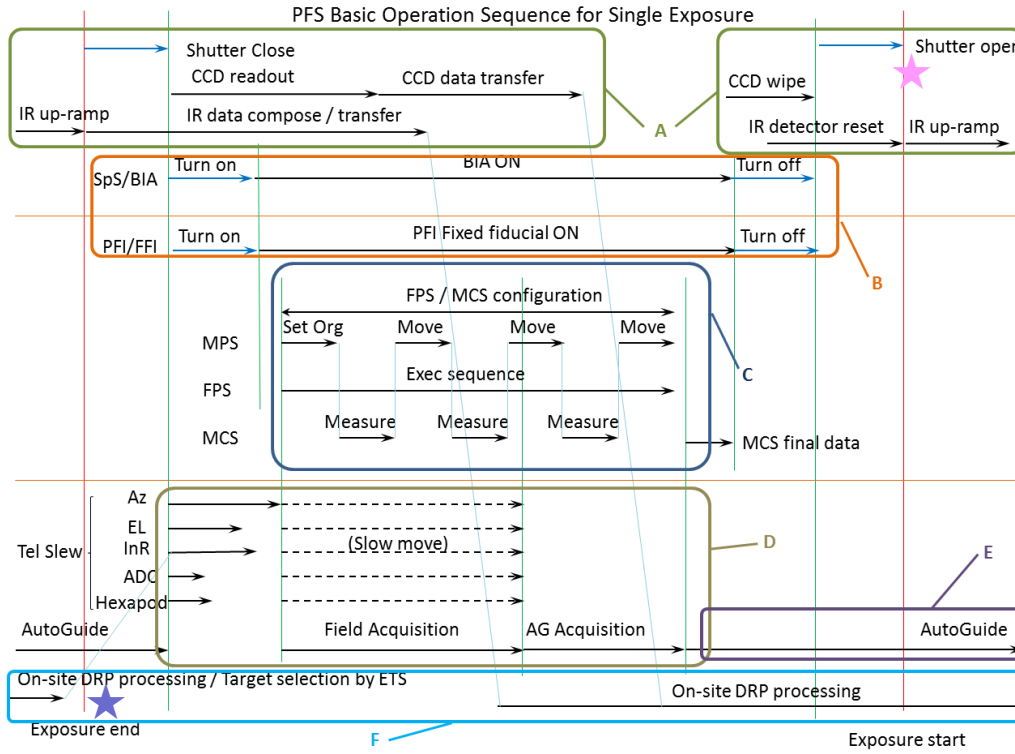 PFS Basic Operation Sequence for Single Exposure
Shutter Close
Shutter open
CCD readout
CCD data transfer
CCD wipe
IR up-ramp
IR data compose / transfer
A
IR detector reset
IR up-ramp
SpS/BIA
Turn on
BIA ON
Turn off
PFI/FFI
Turn on
PFI Fixed fiducial ON
Turn off
B
FPS / MCS configuration
MPS
Set Org
Move
Move
Move
C
FPS
Exec sequence
MCS
Measure
Measure
Measure
MCS final data
Tel Slew
Az
EL
InR
(Slow move)
ADC
Hexapod
D
E
AutoGuide
Field Acquisition
AG Acquisition
AutoGuide
On-site DRP processing / Target selection by ETS
On-site DRP processing
Exposure end
F
Exposure start